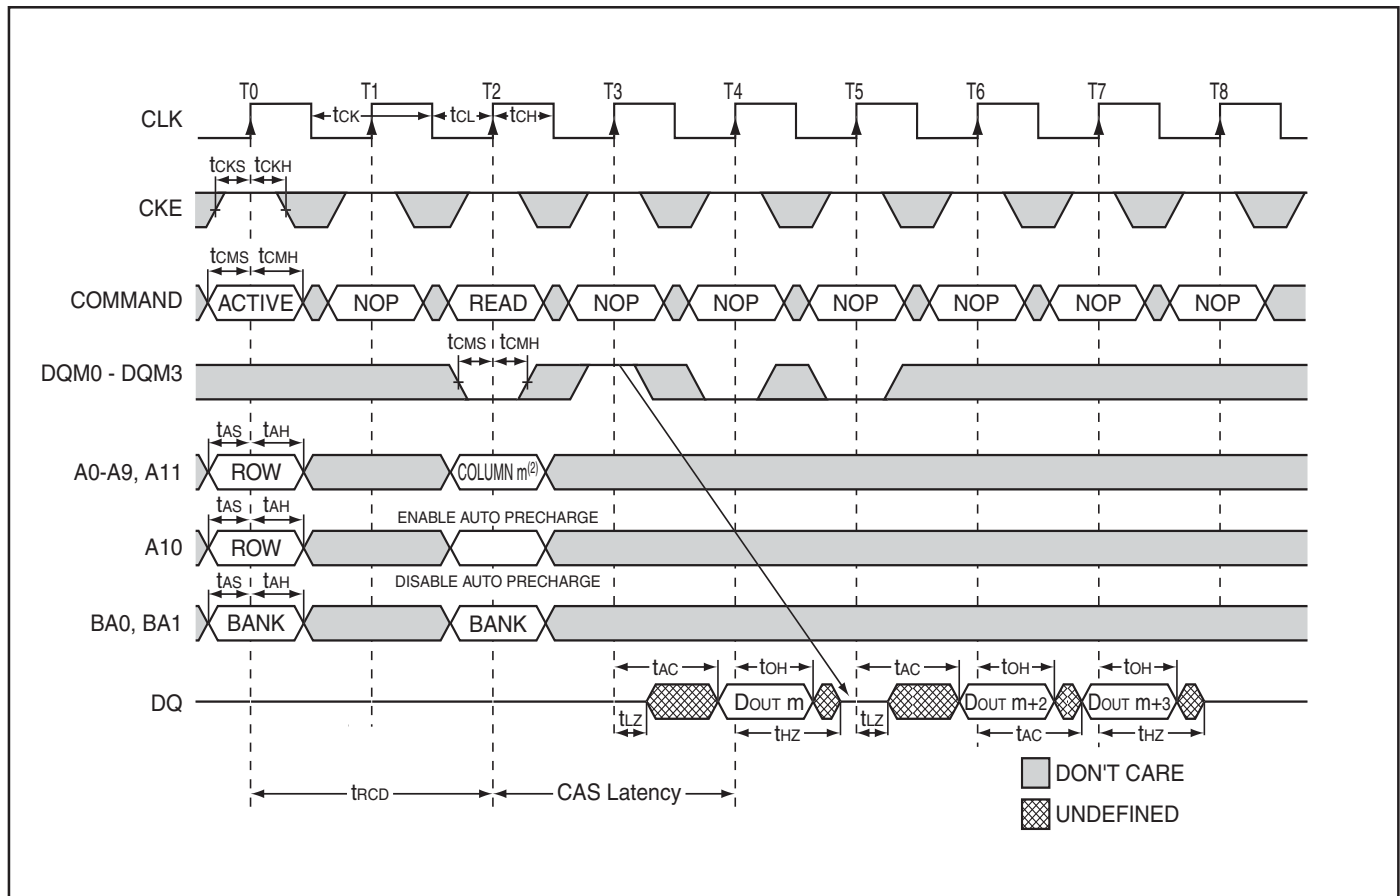 T0 T1 T2 T3 T4 T5 T6 T7 T8
CLK tCK tCL tCH
tCKS tCKH
CKE
tCMS tCMH
COMMAND ACTIVE NOP READ NOP NOP NOP NOP NOP NOP
tCMS tCMH
DQM0 - DQM3
tAS tAH
A0-A9, A11 ROW COLUMN m(2)
tAS tAH ENABLE AUTO PRECHARGE
A10 ROW
tAS tAH DISABLE AUTO PRECHARGE
BA0, BA1 BANK BANK
tAC tOH tAC tOH tOH
DQ DOUT m DOUT m+2 DOUT m+3
tLZ tHZ tLZ tAC tHZ
DON'T CARE
tRCD CAS Latency
UNDEFINED